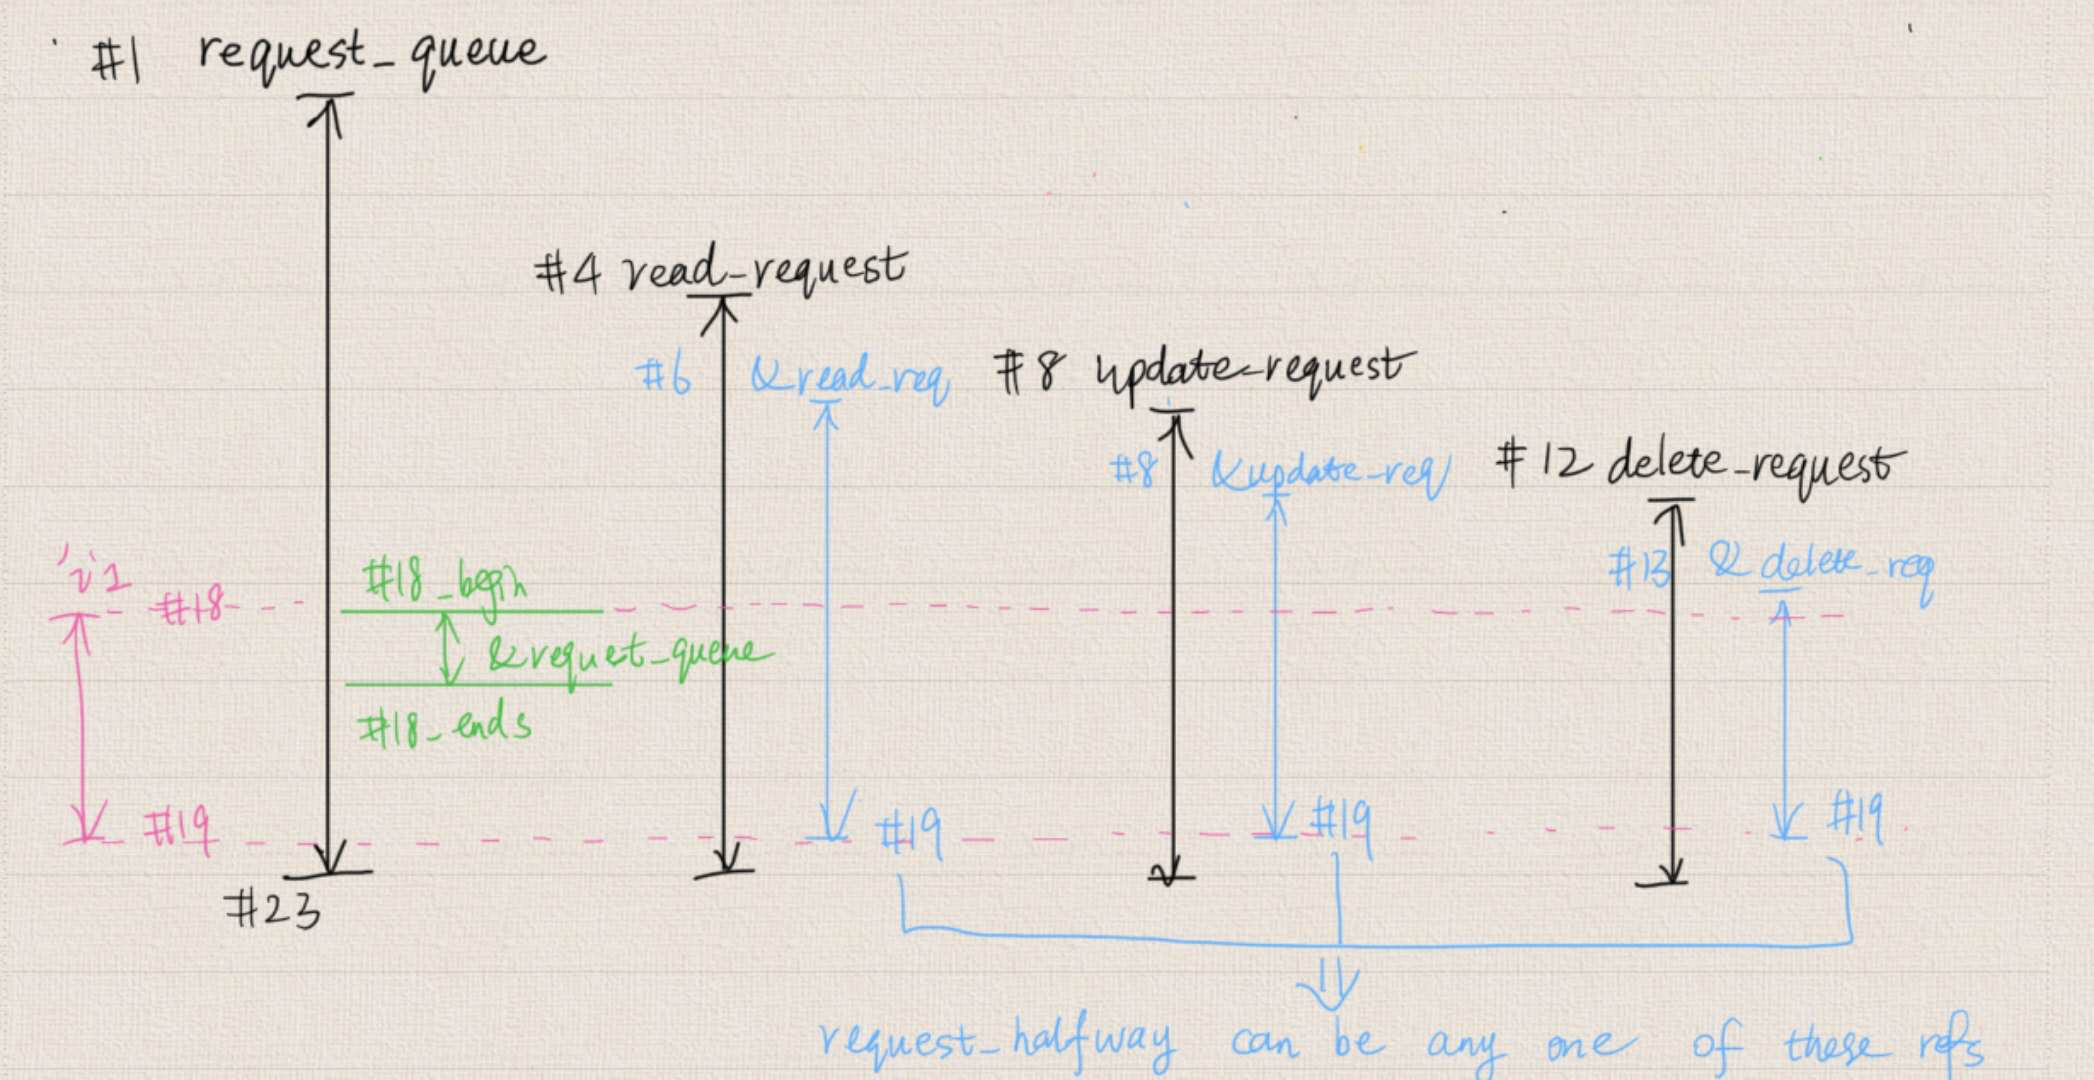 #1 request_queue
#4 read_request
#6 &read_req
#8 update_request
#8 &update_req
#12 delete_request
#13 & delete_req
'i1
#18
#18_begin
&request_queue
#18_ends
#19
#19
#19
#19
#23
request_halfway can be any one of these refs